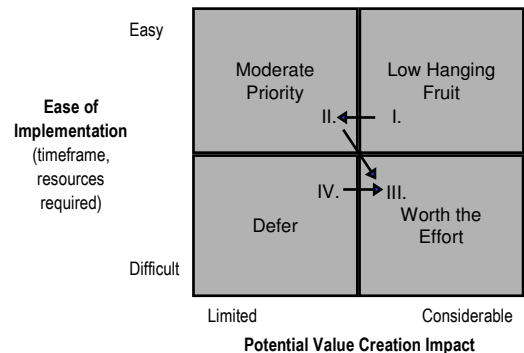 Easy
Moderate
Priority
Low Hanging
Fruit
Ease of
Implementation
(timeframe,
resources
required)
II.
I.
IV.
III.
Defer
Worth the
Effort
Difficult
Limited
Considerable
Potential Value Creation Impact